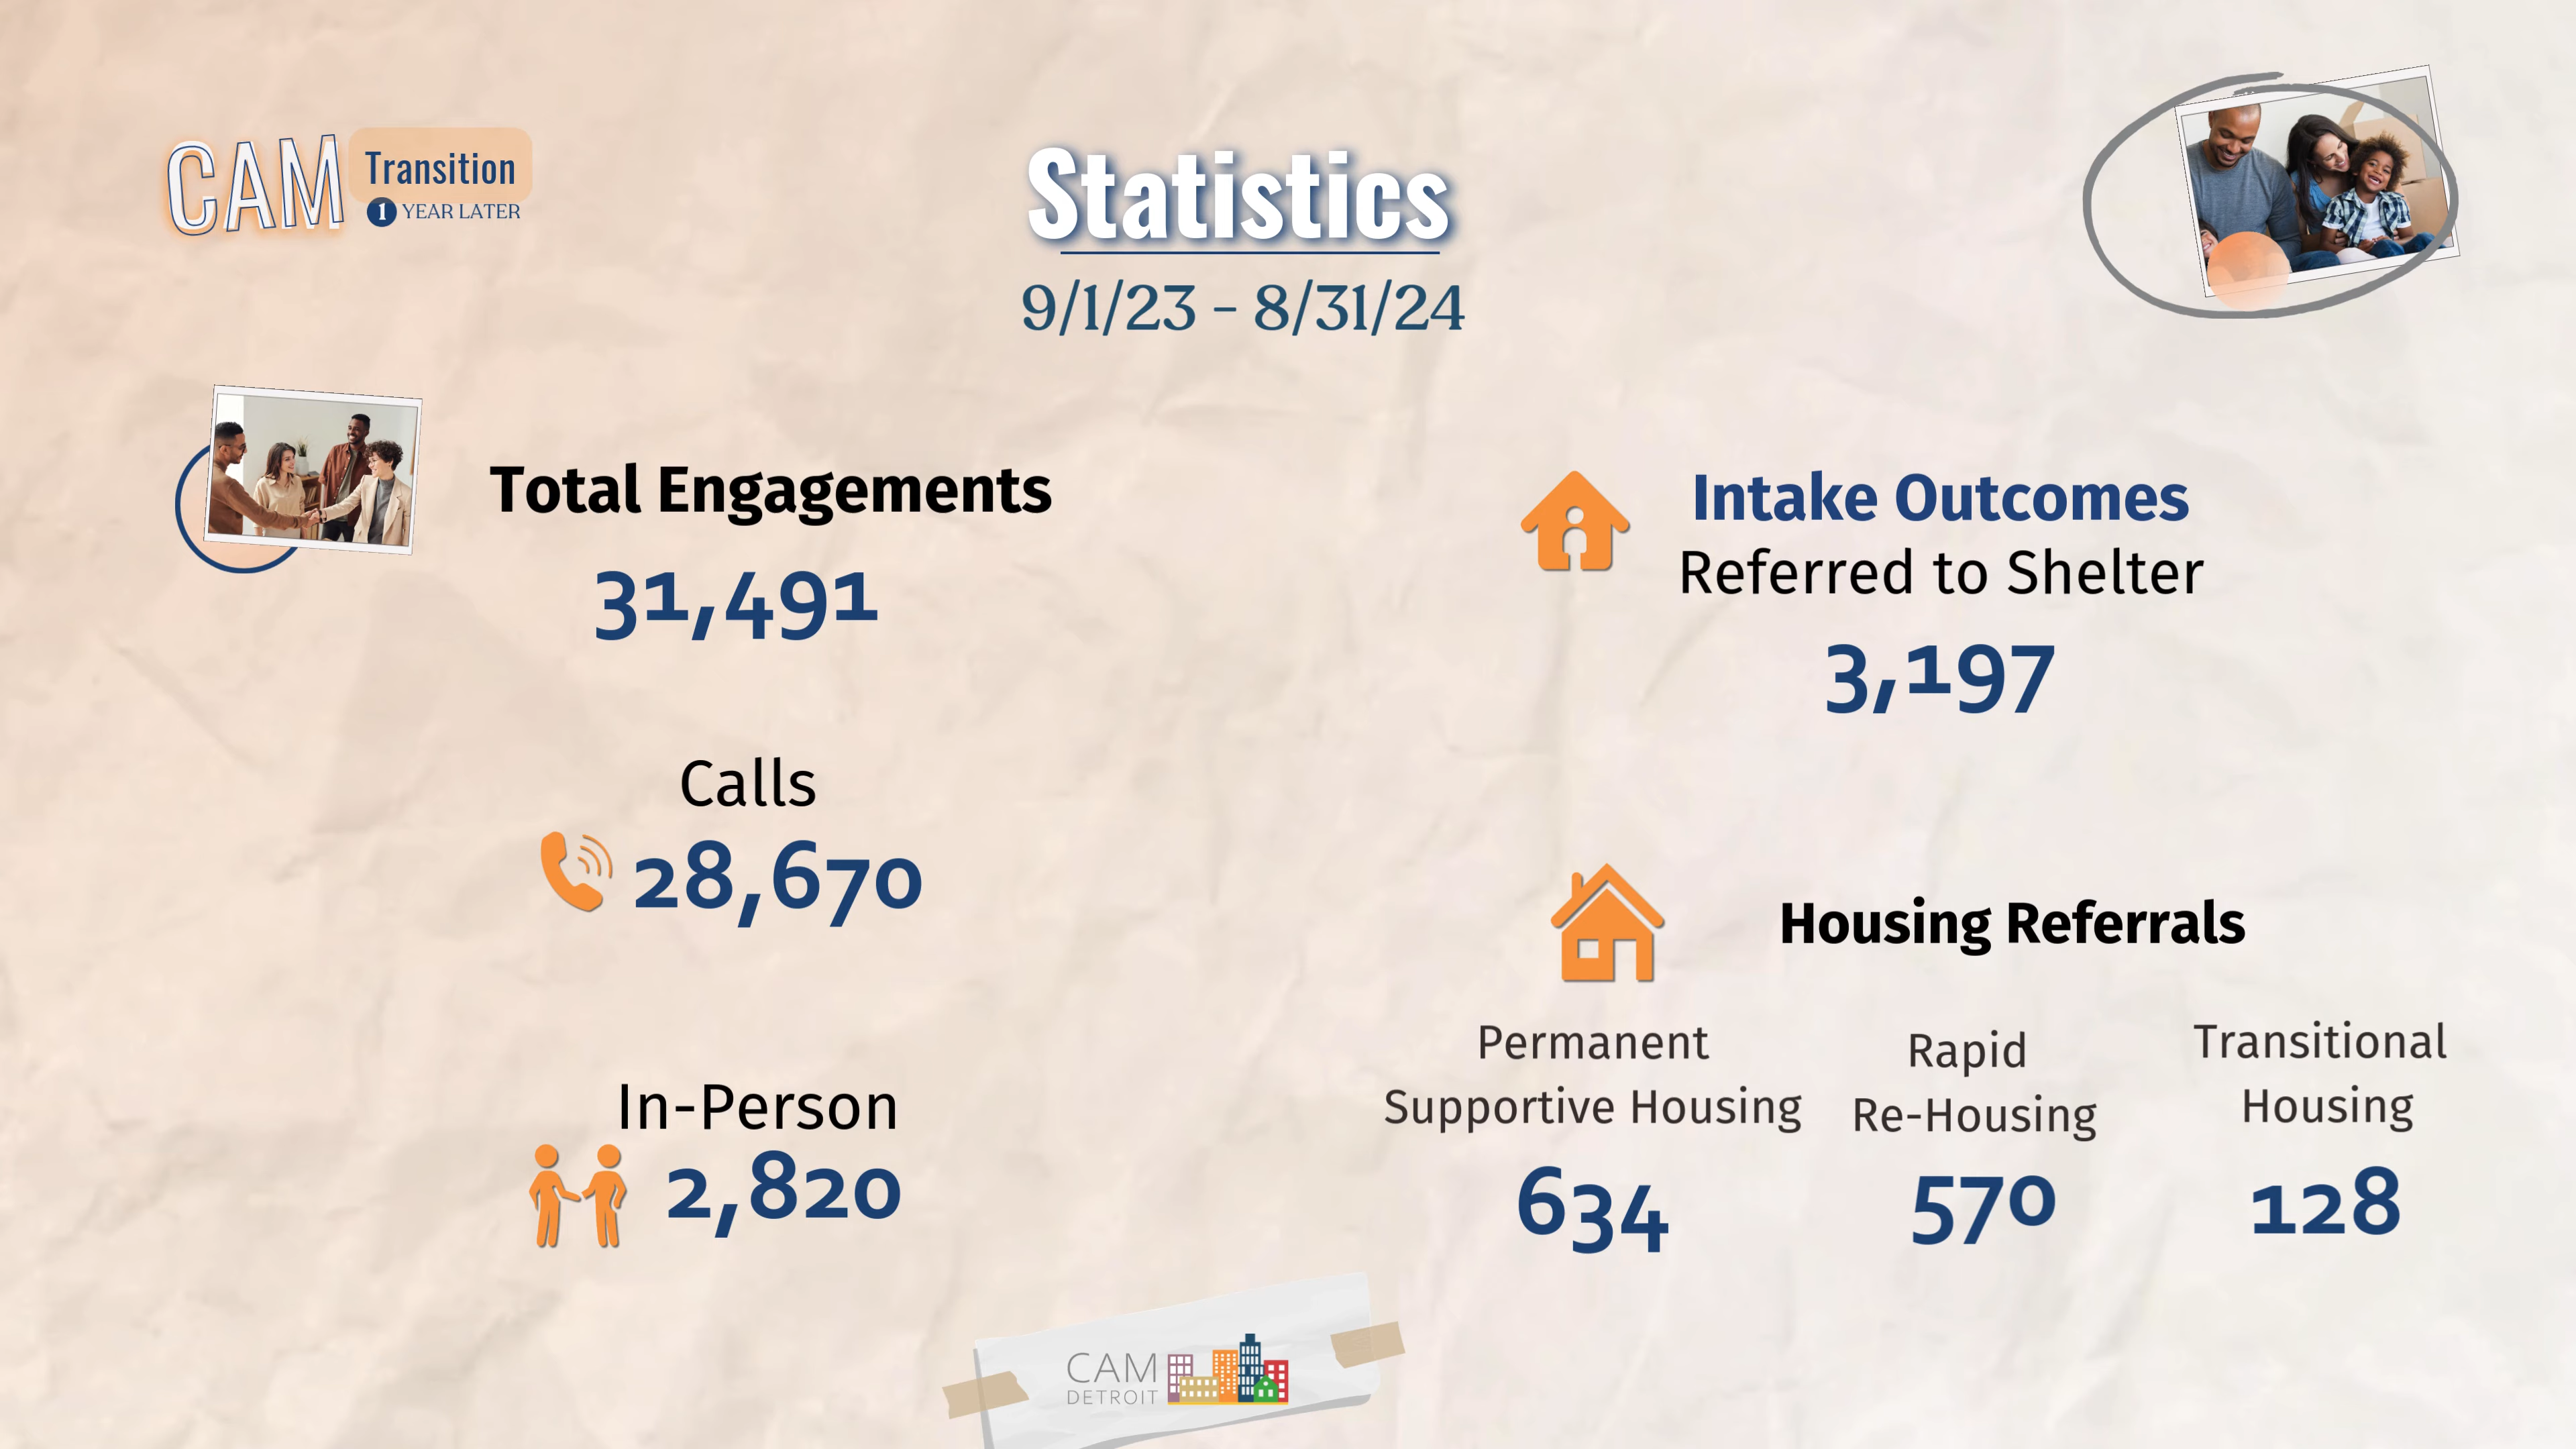 CAM Transition
1 YEAR LATER
Statistics
9/1/23 - 8/31/24
Total Engagements
31,491
Calls
28,670
In-Person
2,820
Intake Outcomes
Referred to Shelter
3,197
Housing Referrals
Permanent
Supportive Housing
634
Rapid
Re-Housing
570
Transitional
Housing
128
CAM
DETROIT